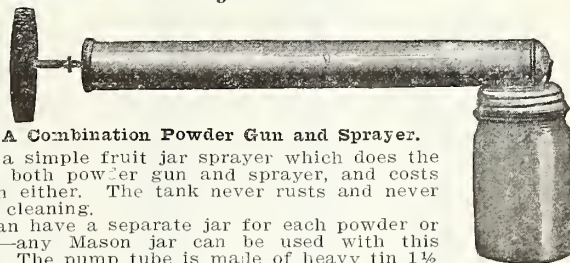 A Combination Powder Gun and Sprayer.
a simple fruit jar sprayer which does the
both powder gun and sprayer, and costs
either. The tank never rusts and never
cleaning.
have a separate jar for each powder or
—any Mason jar can be used with this
The pump tube is made of heavy tin 1½